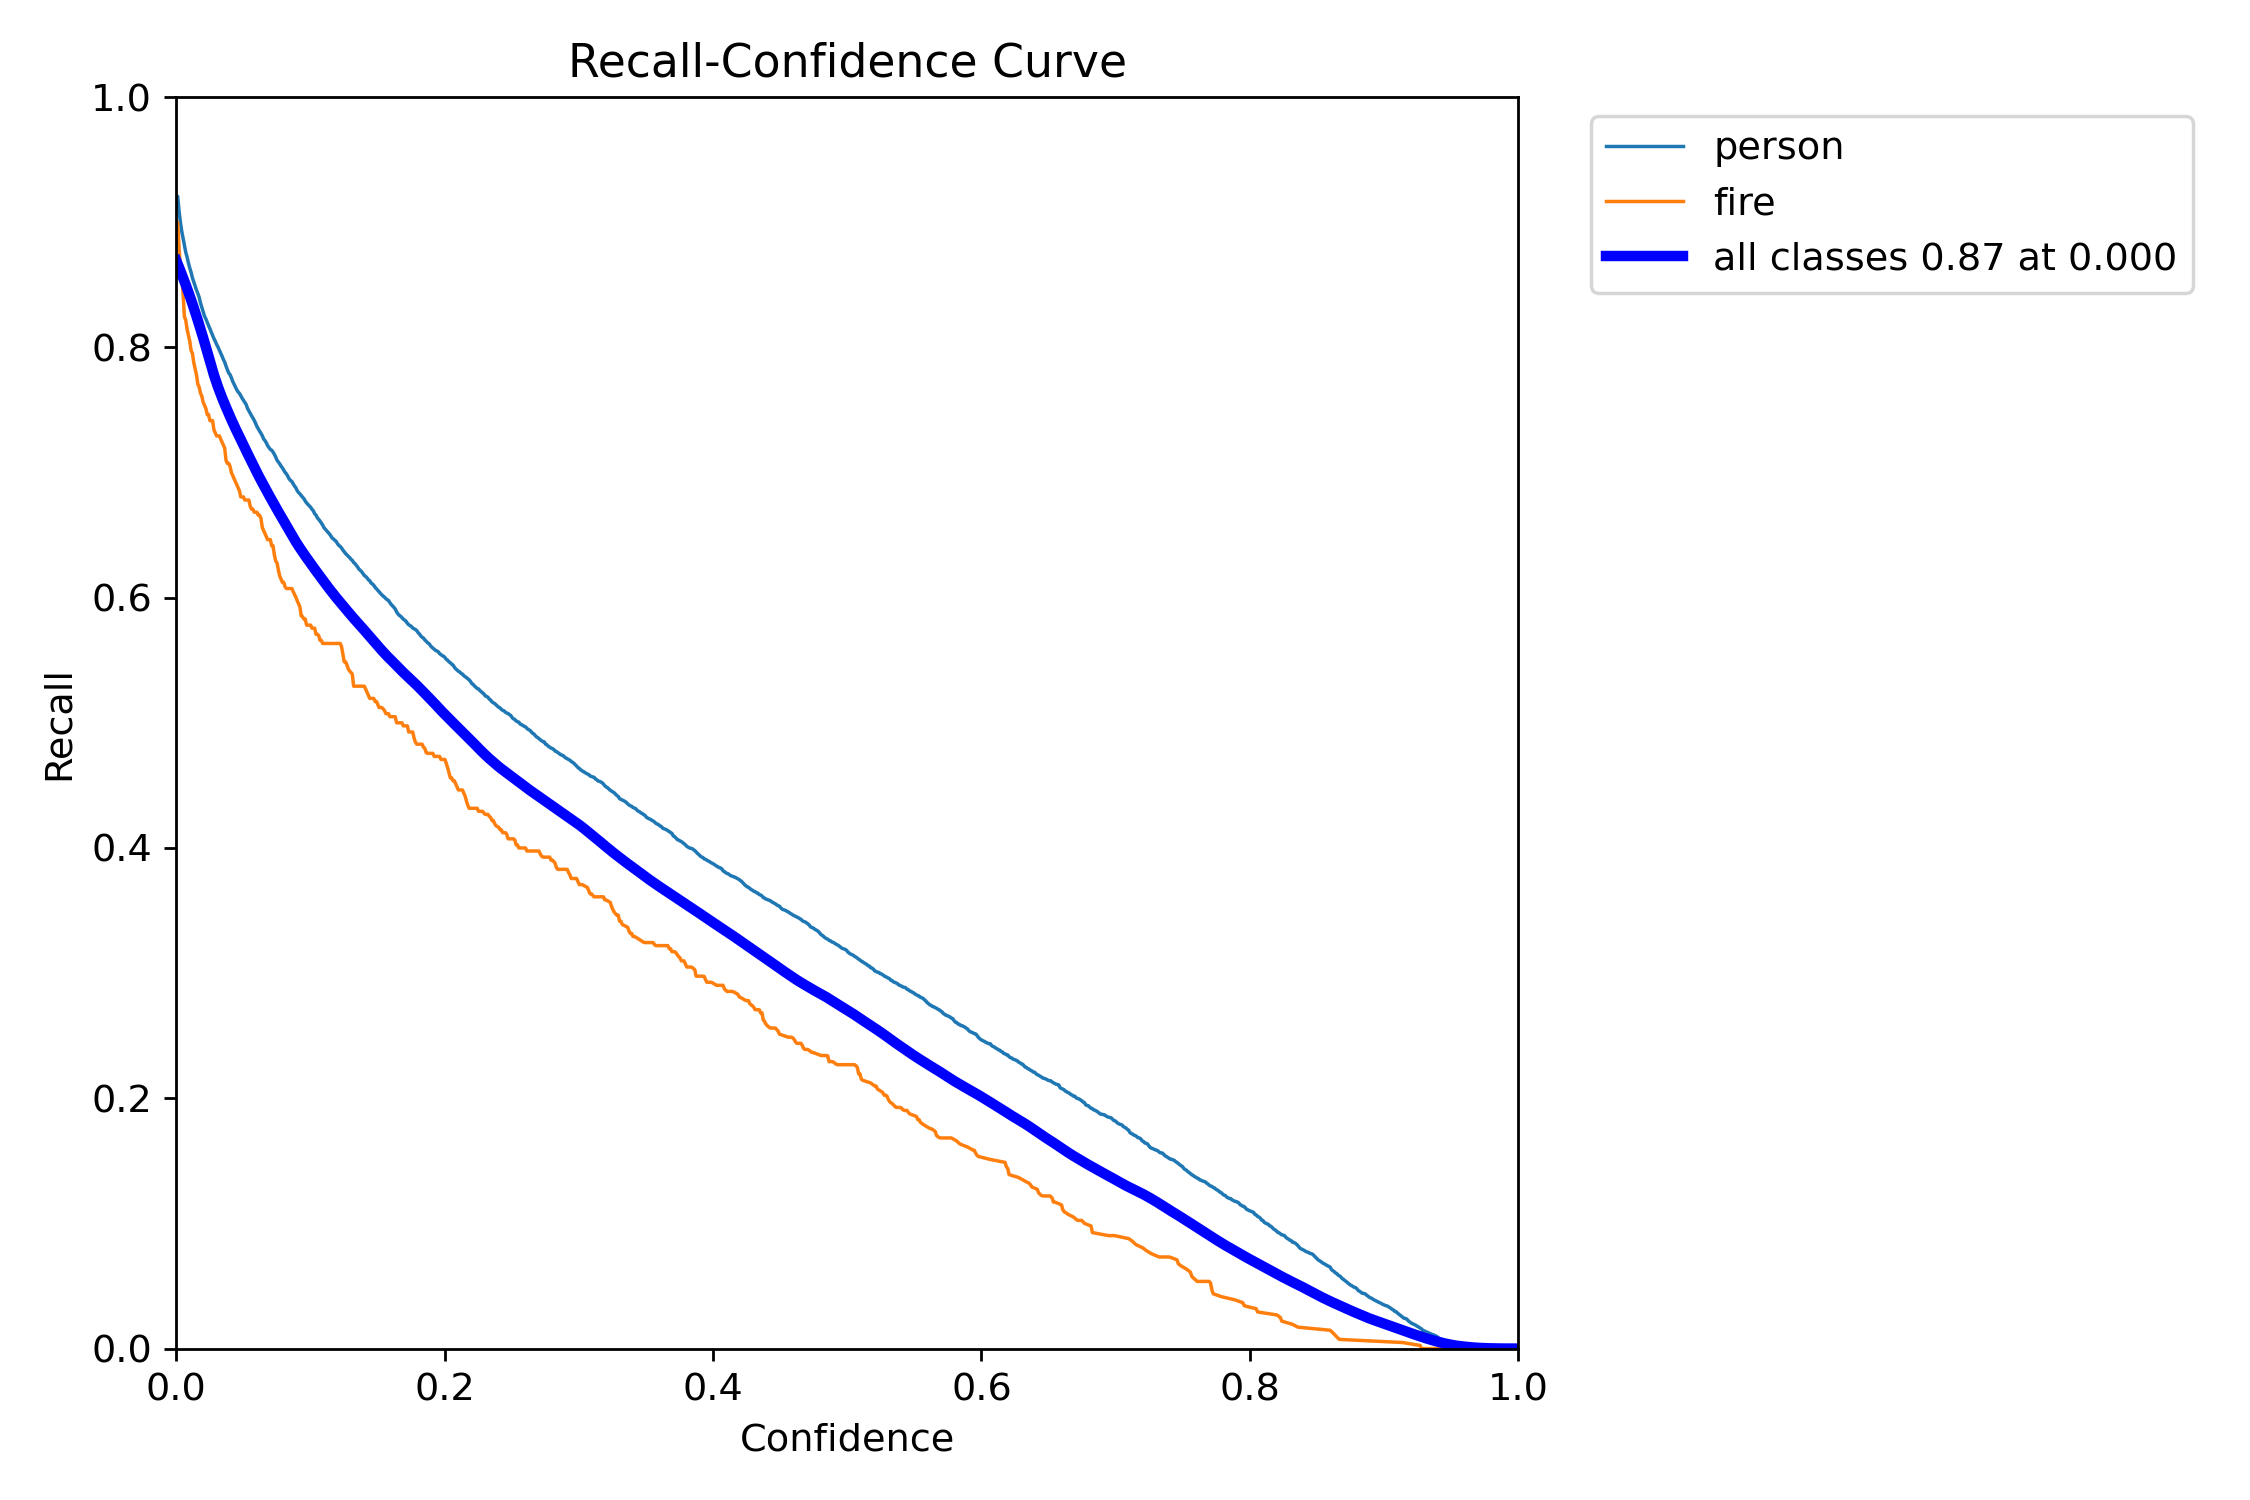 Recall-Confidence Curve
1.0
0.8
0.6
0.4
0.2
0.0
Recall
0.0 0.2 0.4 0.6 0.8 1.0
Confidence
person
fire
all classes 0.87 at 0.000